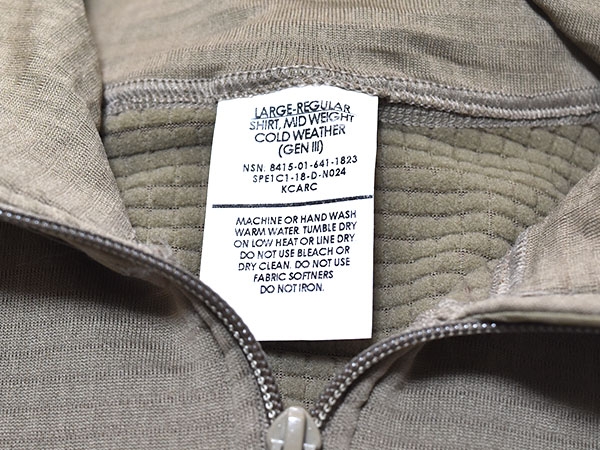 LARGE-REGULAR
SHIRT, MID WEIGHT
COLD WEATHER
(GEN III)
NSN. 8415-01-641-1823
SPE1C1-18-D-N024
KCARC
MACHINE OR HAND WASH
WARM WATER. TUMBLE DRY
ON LOW HEAT OR LINE DRY
DO NOT USE BLEACH OR
DRY CLEAN. DO NOT USE
FABRIC SOFTNERS
DO NOT IRON.